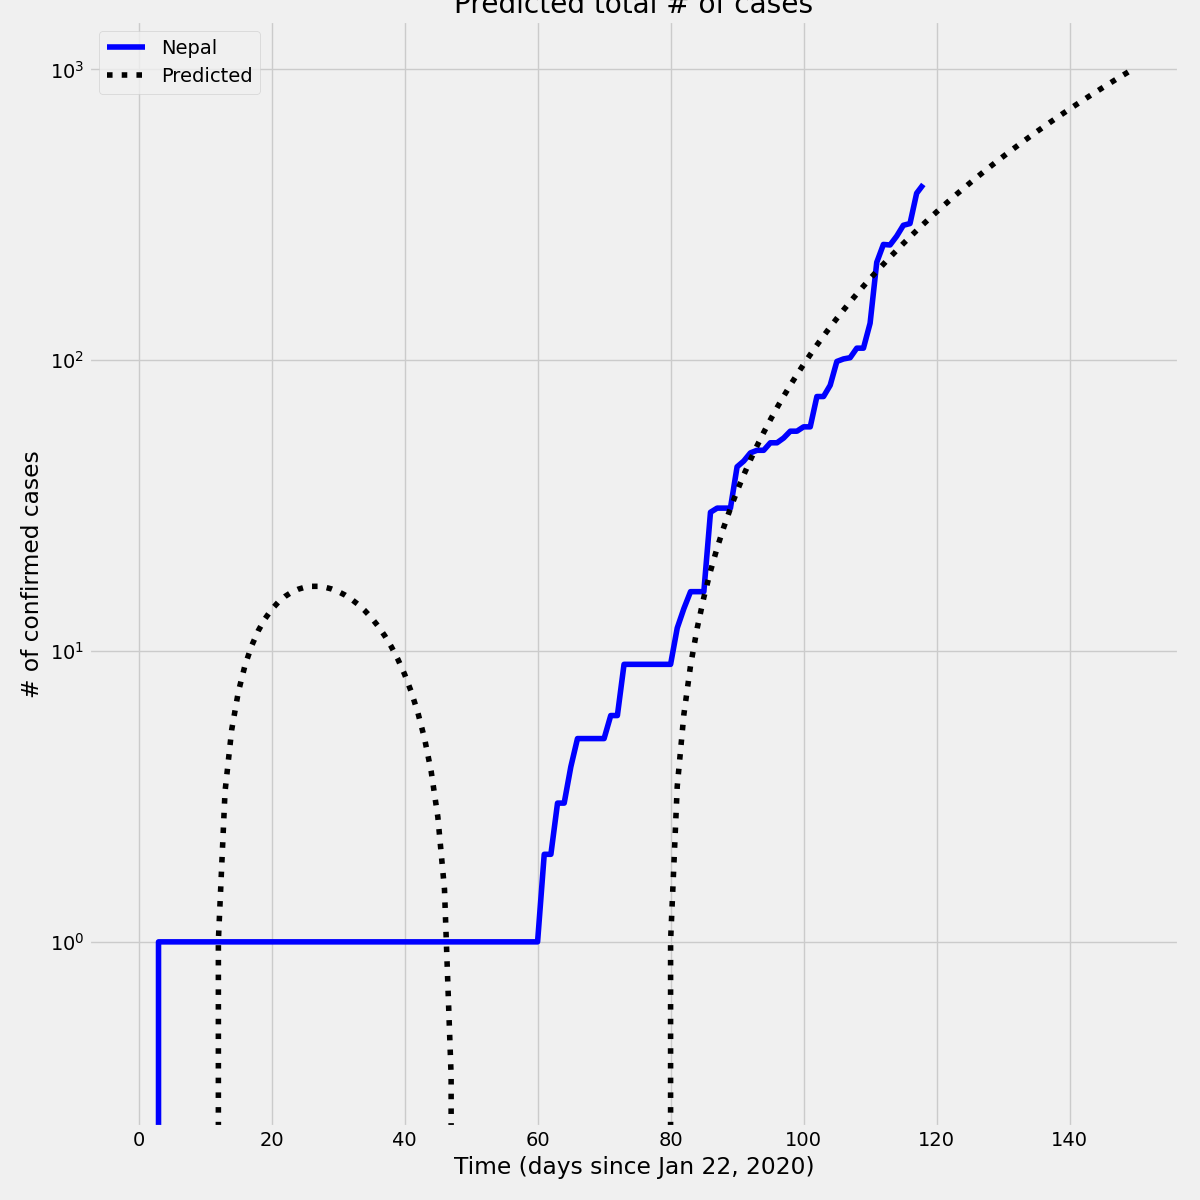 Predicted total # of cases
Nepal
Predicted
10³
10²
10¹
10⁰
# of confirmed cases
0 20 40 60 80 100 120 140
Time (days since Jan 22, 2020)